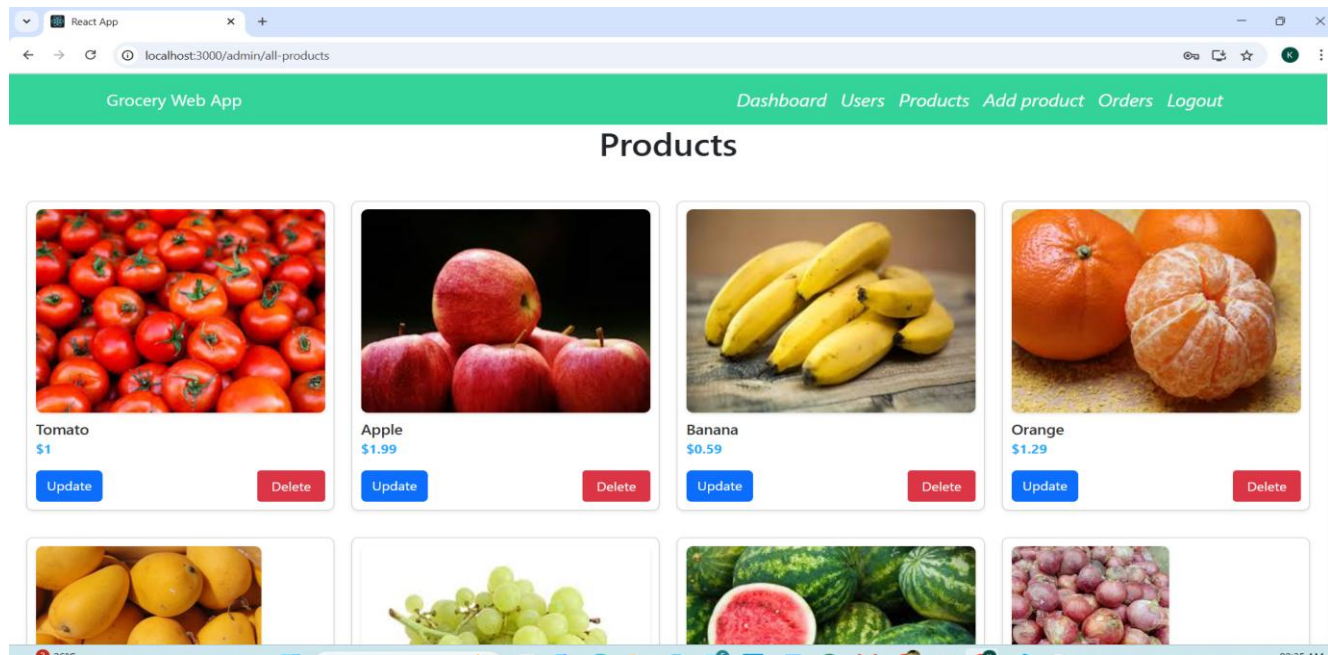 React App
localhost:3000/admin/all-products
K
Grocery Web App
Dashboard Users Products Add product Orders Logout
Products
Tomato
$1
Update Delete
Apple
$1.99
Update Delete
Banana
$0.59
Update Delete
Orange
$1.29
Update Delete